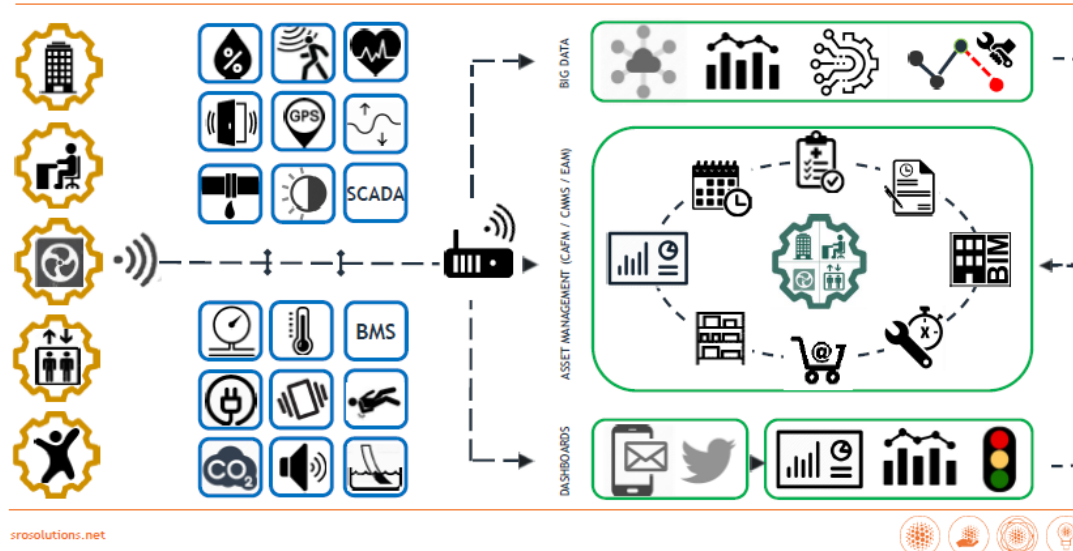 BIG DATA
%
GPS
SCADA
ASSET MANAGEMENT (CAFM / CMMS / EAM)
BIM
BMS
X
@
CO2
DASHBOARDS
srosolutions.net